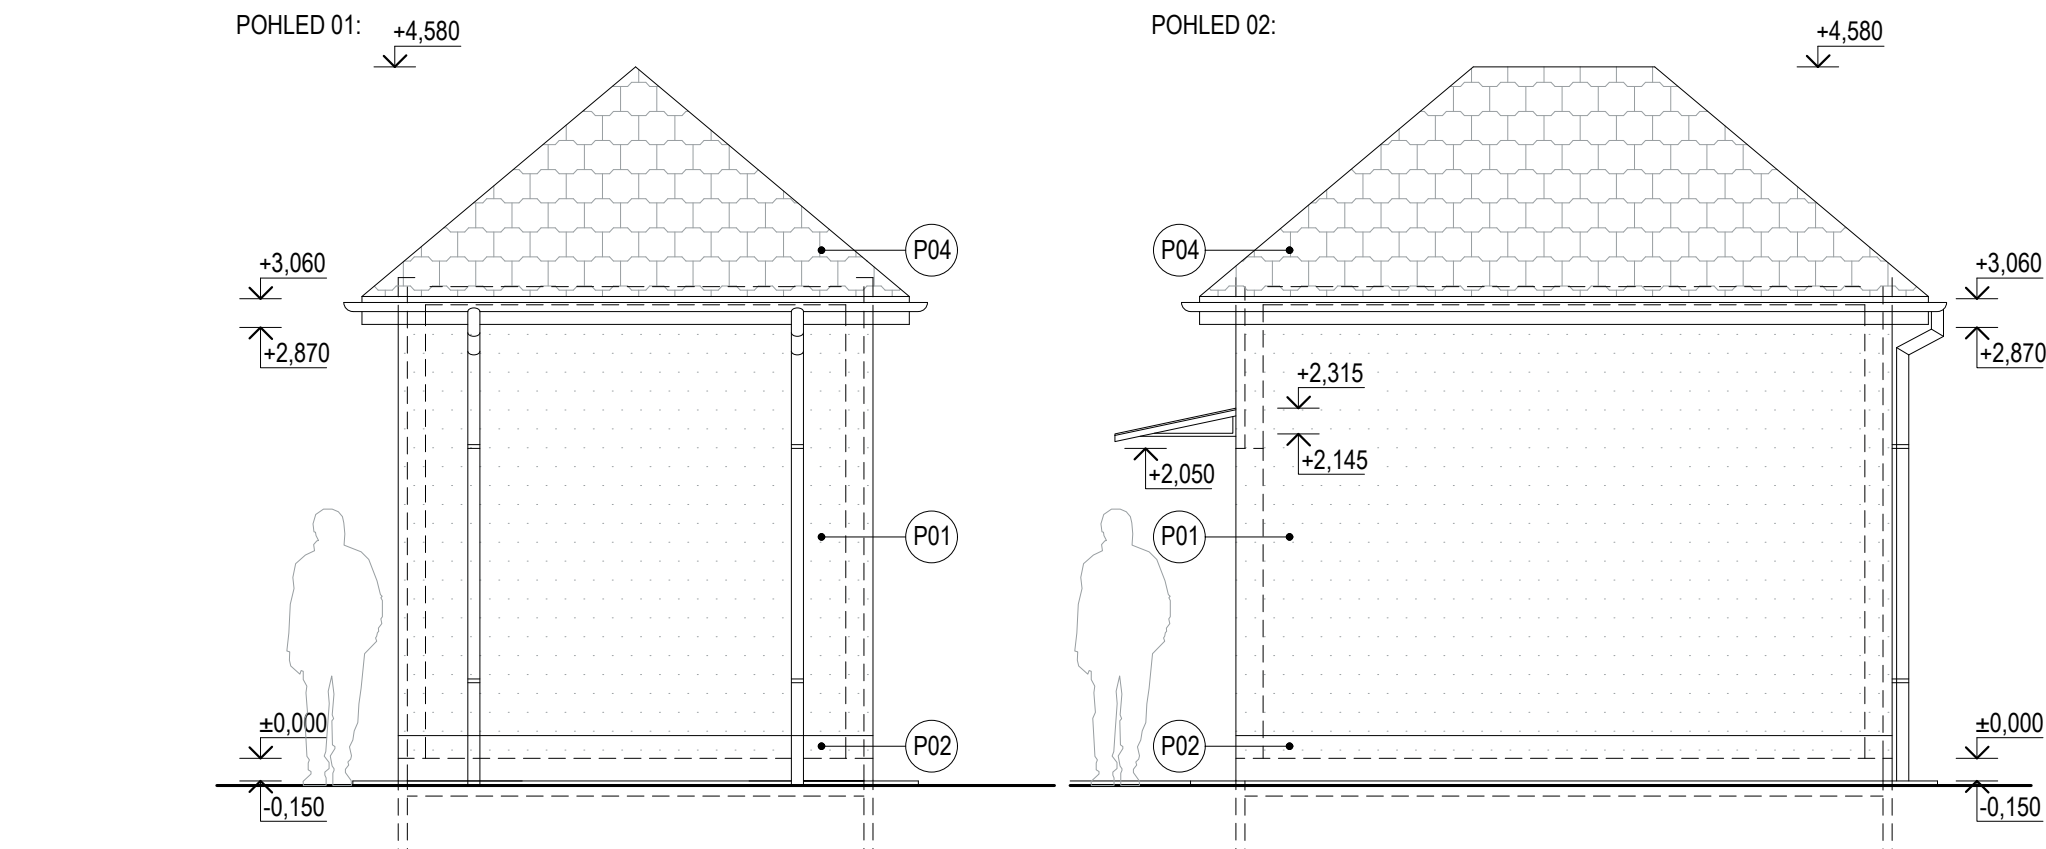 POHLED 01:
+4,580
P04
+3,060
+2,870
P01
±0,000
P02
-0,150
POHLED 02:
+4,580
P04
+3,060
+2,870
+2,315
+2,145
+2,050
P01
±0,000
P02
-0,150